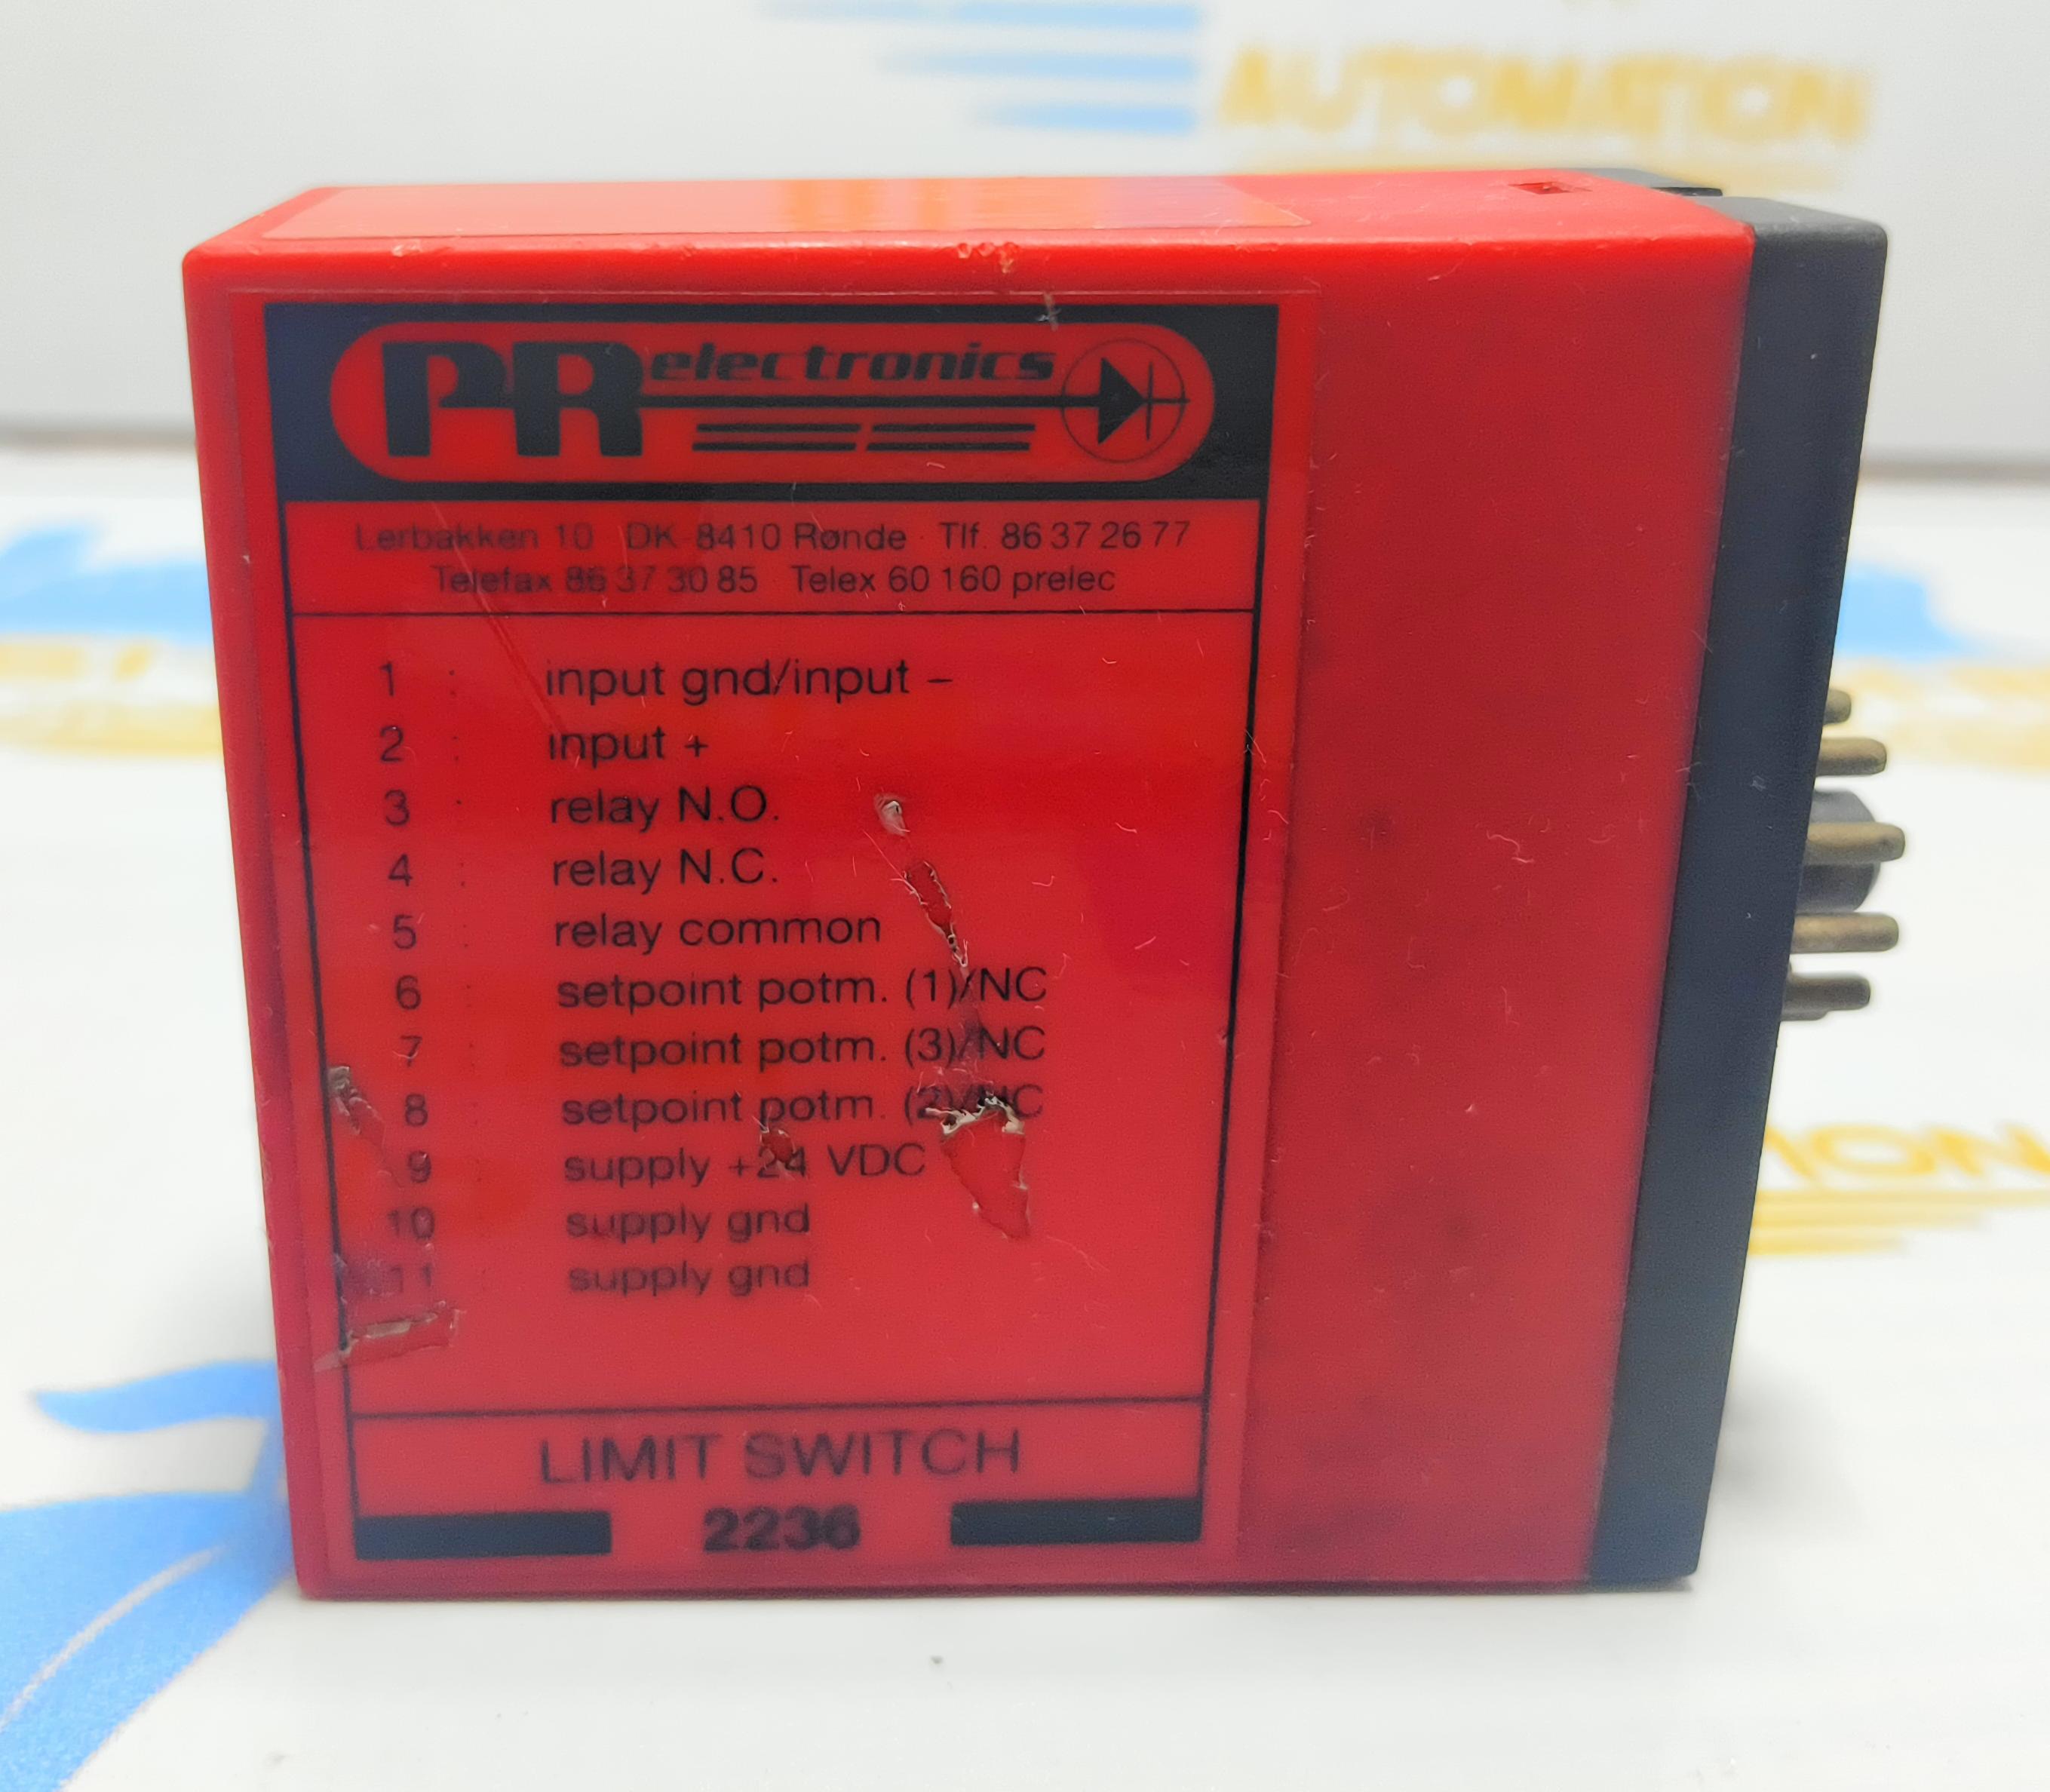 AUTOMATION
PR electronics
Lerbakken 10 DK-8410 Rønde · Tlf. 86 37 26 77
Telefax 86 37 30 85 Telex 60 160 prelec
1 : input gnd/input –
2 : input +
3 : relay N.O.
4 : relay N.C.
5 : relay common
6 : setpoint potm. (1)/NC
7 : setpoint potm. (3)/NC
8 setpoint potm. (2)/NC
9 supply +24 VDC
10 supply gnd
11 : supply gnd
LIMIT SWITCH
2236